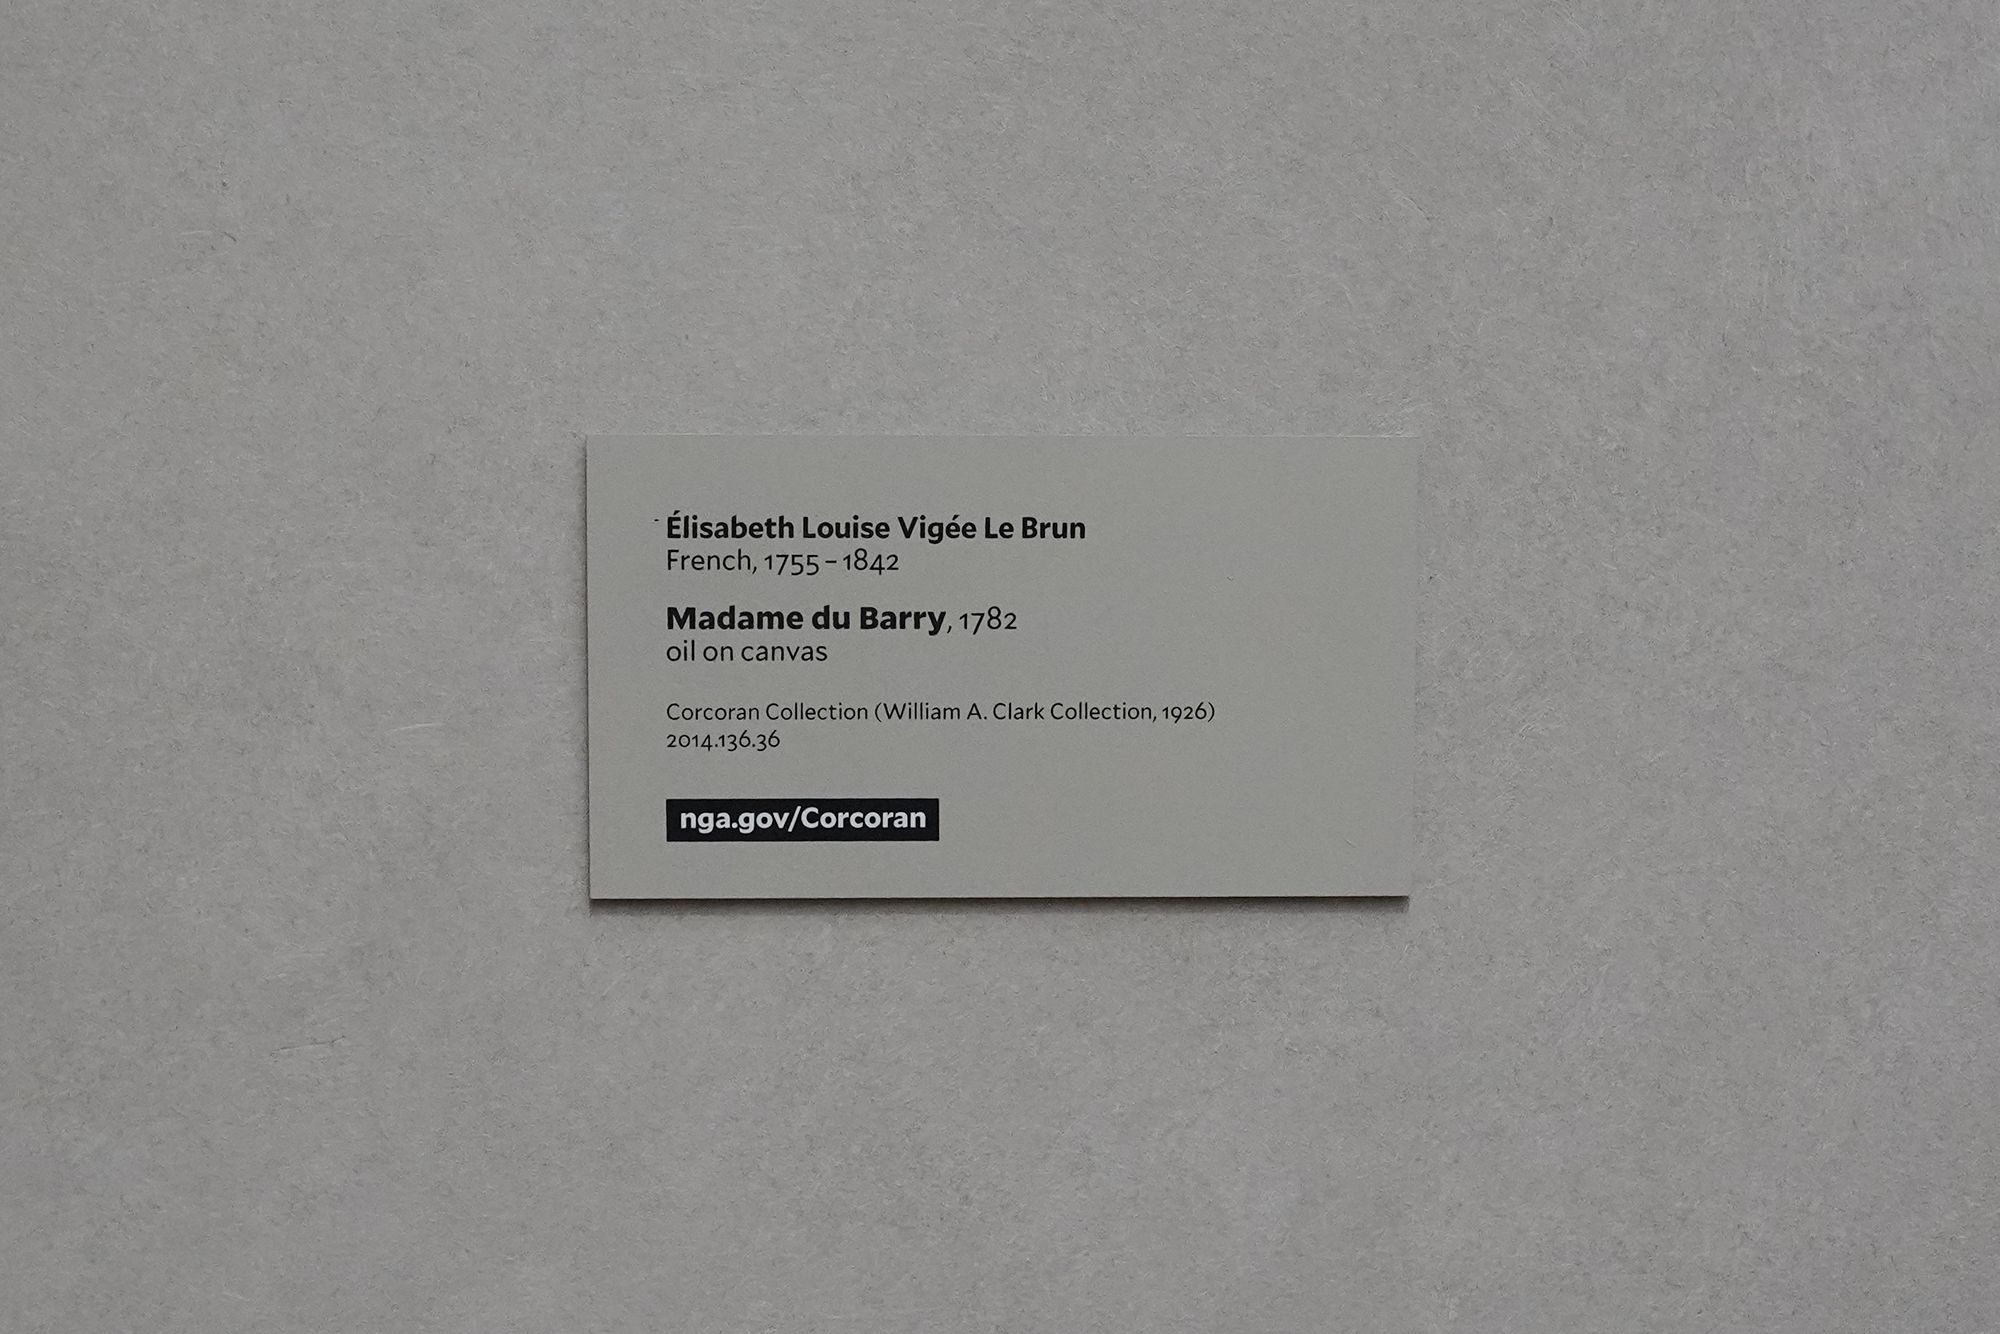 Élisabeth Louise Vigée Le Brun
French, 1755 – 1842
Madame du Barry, 1782
oil on canvas
Corcoran Collection (William A. Clark Collection, 1926)
2014.136.36
nga.gov/Corcoran